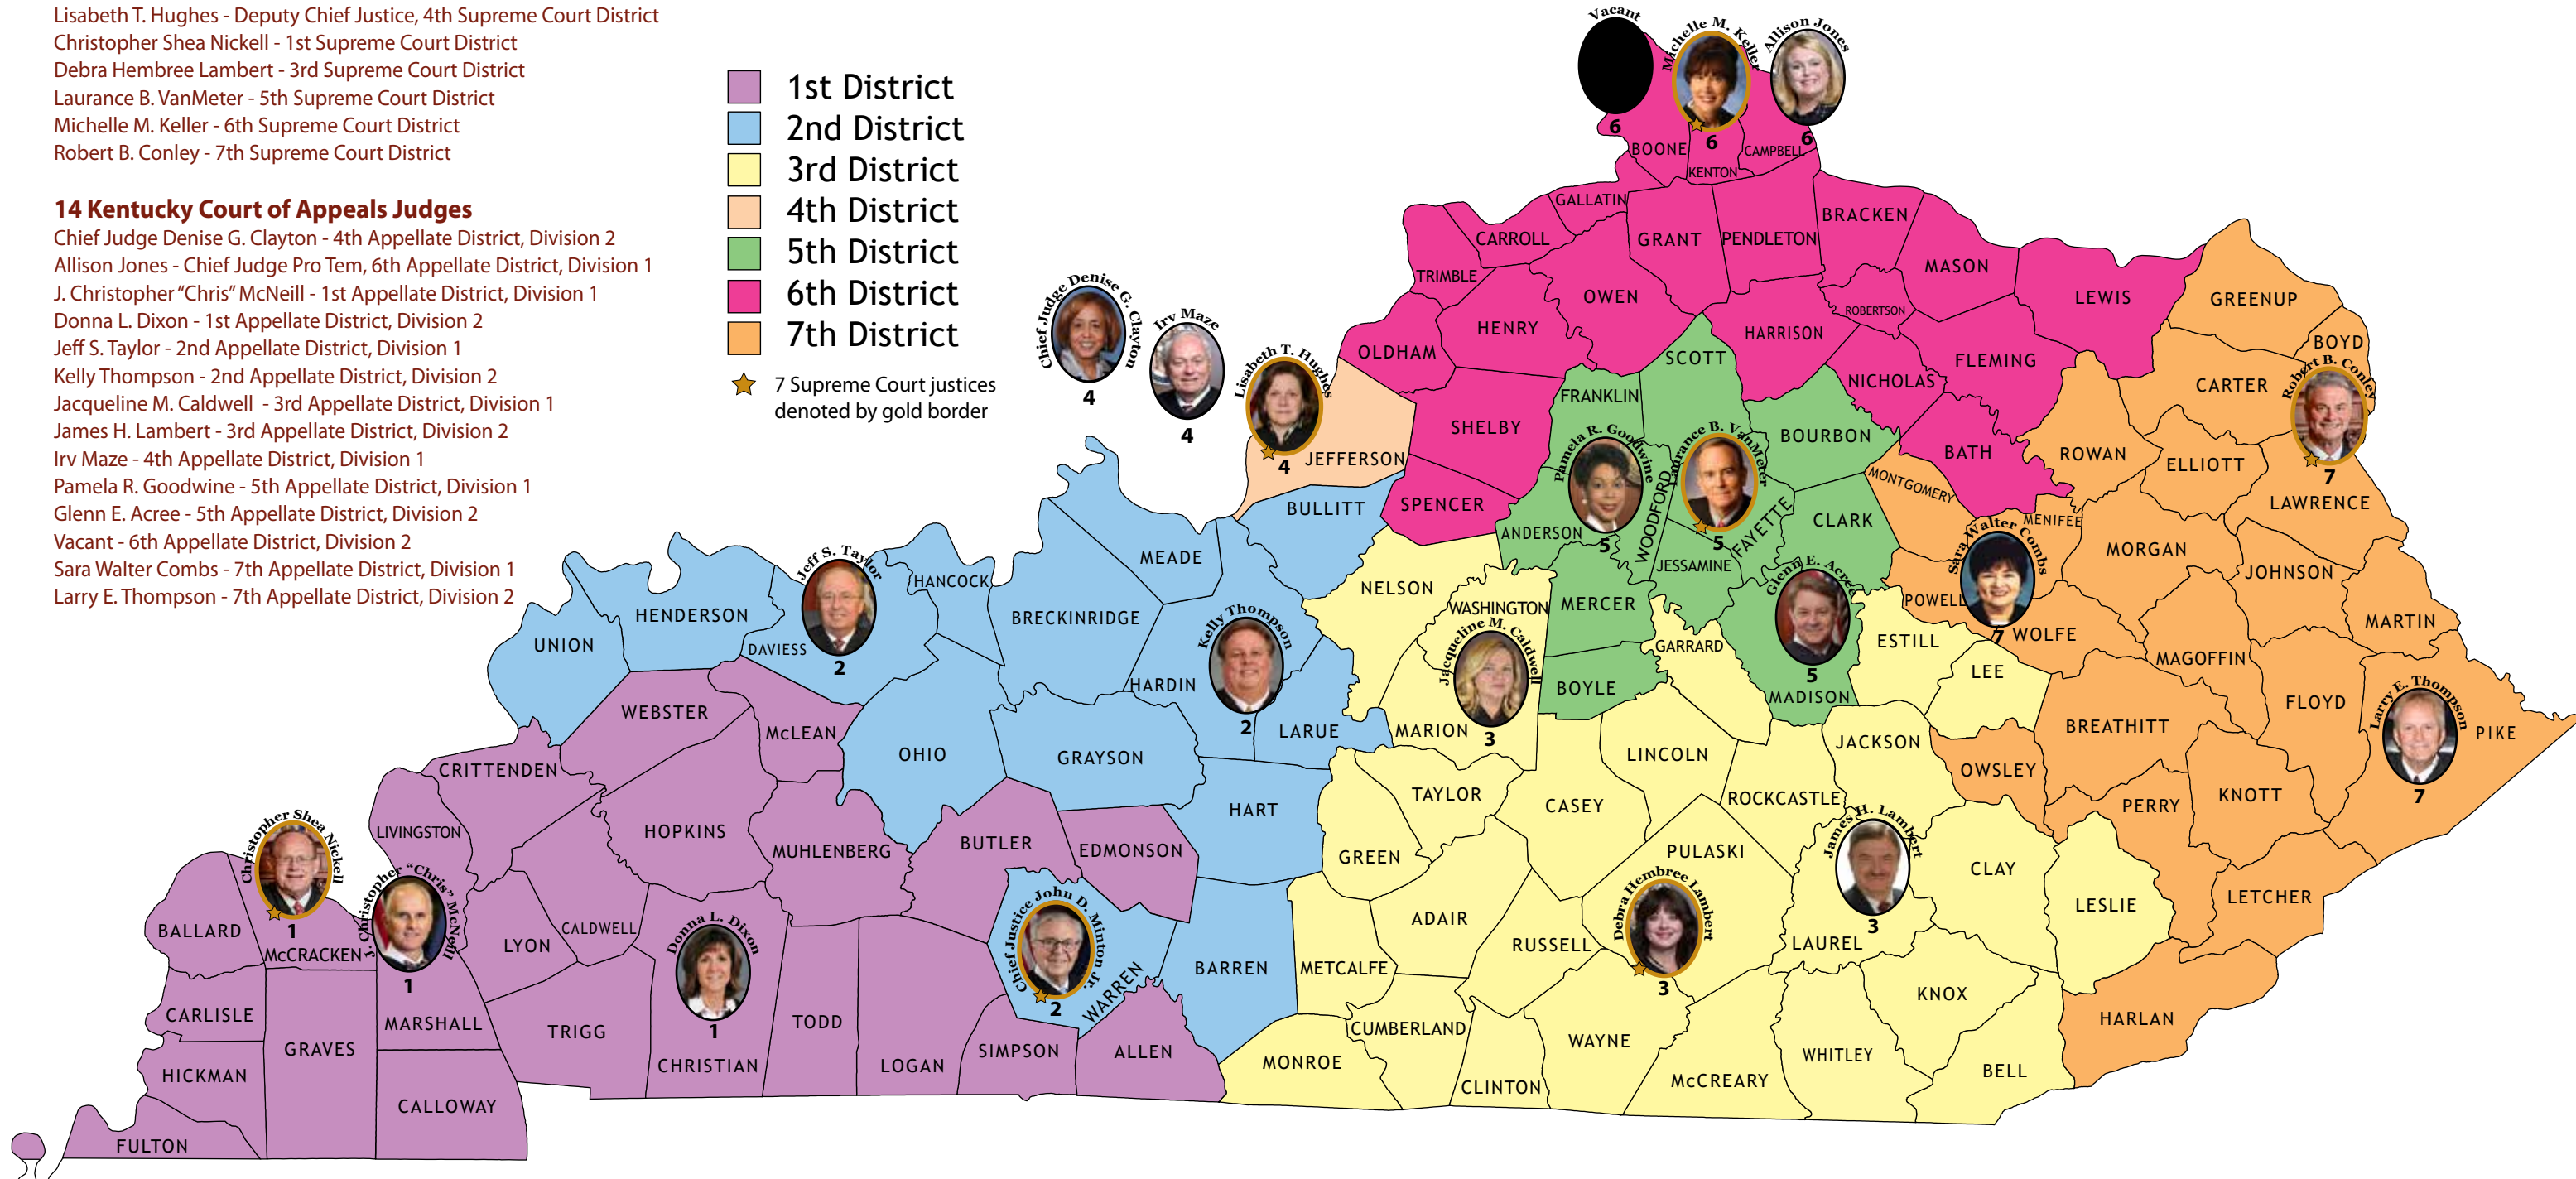 Lisabeth T. Hughes - Deputy Chief Justice, 4th Supreme Court District
Christopher Shea Nickell - 1st Supreme Court District
Debra Hembree Lambert - 3rd Supreme Court District
Laurance B. VanMeter - 5th Supreme Court District
Michelle M. Keller - 6th Supreme Court District
Robert B. Conley - 7th Supreme Court District
14 Kentucky Court of Appeals Judges
Chief Judge Denise G. Clayton - 4th Appellate District, Division 2
Allison Jones - Chief Judge Pro Tem, 6th Appellate District, Division 1
J. Christopher “Chris” McNeill - 1st Appellate District, Division 1
Donna L. Dixon - 1st Appellate District, Division 2
Jeff S. Taylor - 2nd Appellate District, Division 1
Kelly Thompson - 2nd Appellate District, Division 2
Jacqueline M. Caldwell - 3rd Appellate District, Division 1
James H. Lambert - 3rd Appellate District, Division 2
Irv Maze - 4th Appellate District, Division 1
Pamela R. Goodwine - 5th Appellate District, Division 1
Glenn E. Acree - 5th Appellate District, Division 2
Vacant - 6th Appellate District, Division 2
Sara Walter Combs - 7th Appellate District, Division 1
Larry E. Thompson - 7th Appellate District, Division 2
1st District
2nd District
3rd District
4th District
5th District
6th District
7th District
7 Supreme Court justices
denoted by gold border
Vacant
6
Michelle M. Keller
6
Allison Jones
6
BOONE
KENTON
CAMPBELL
GALLATIN
CARROLL
GRANT
PENDLETON
BRACKEN
TRIMBLE
OWEN
MASON
LEWIS
ROBERTSON
HENRY
HARRISON
OLDHAM
FLEMING
NICHOLAS
SHELBY
BATH
SPENCER
Chief Judge Denise G. Clayton
4
Irv Maze
4
Lisabeth T. Hughes
4
JEFFERSON
GREENUP
BOYD
Robert B. Conley
7
CARTER
ROWAN
ELLIOTT
LAWRENCE
MONTGOMERY
MENIFEE
MORGAN
JOHNSON
MARTIN
Sara Walter Combs
7
POWELL
WOLFE
MAGOFFIN
FLOYD
Larry E. Thompson
7
PIKE
BREATHITT
OWSLEY
PERRY
KNOTT
LETCHER
HARLAN
SCOTT
FRANKLIN
BOURBON
Pamela R. Goodwine
5
WOODFORD
Laurance B. VanMeter
5
FAYETTE
CLARK
ANDERSON
JESSAMINE
MERCER
Glenn E. Acree
5
MADISON
BOYLE
BULLITT
MEADE
HANCOCK
BRECKINRIDGE
Jeff S. Taylor
2
DAVIESS
HENDERSON
UNION
HARDIN
Kelly Thompson
2
LARUE
OHIO
GRAYSON
HART
BARREN
WARREN
Chief Justice John D. Minton Jr.
2
NELSON
WASHINGTON
Jacqueline M. Caldwell
3
MARION
GARRARD
ESTILL
LEE
JACKSON
LINCOLN
ROCKCASTLE
CASEY
TAYLOR
GREEN
ADAIR
RUSSELL
PULASKI
Debra Hembree Lambert
3
James H. Lambert
3
LAUREL
CLAY
LESLIE
KNOX
METCALFE
CUMBERLAND
MONROE
CLINTON
WAYNE
McCREARY
WHITLEY
BELL
WEBSTER
McLEAN
CRITTENDEN
LIVINGSTON
HOPKINS
MUHLENBERG
BUTLER
EDMONSON
Christopher Shea Nickell
1
J. Christopher “Chris” McNeill
1
BALLARD
McCRACKEN
LYON
CALDWELL
Donna L. Dixon
1
CARLISLE
GRAVES
MARSHALL
TRIGG
CHRISTIAN
TODD
LOGAN
SIMPSON
ALLEN
HICKMAN
CALLOWAY
FULTON